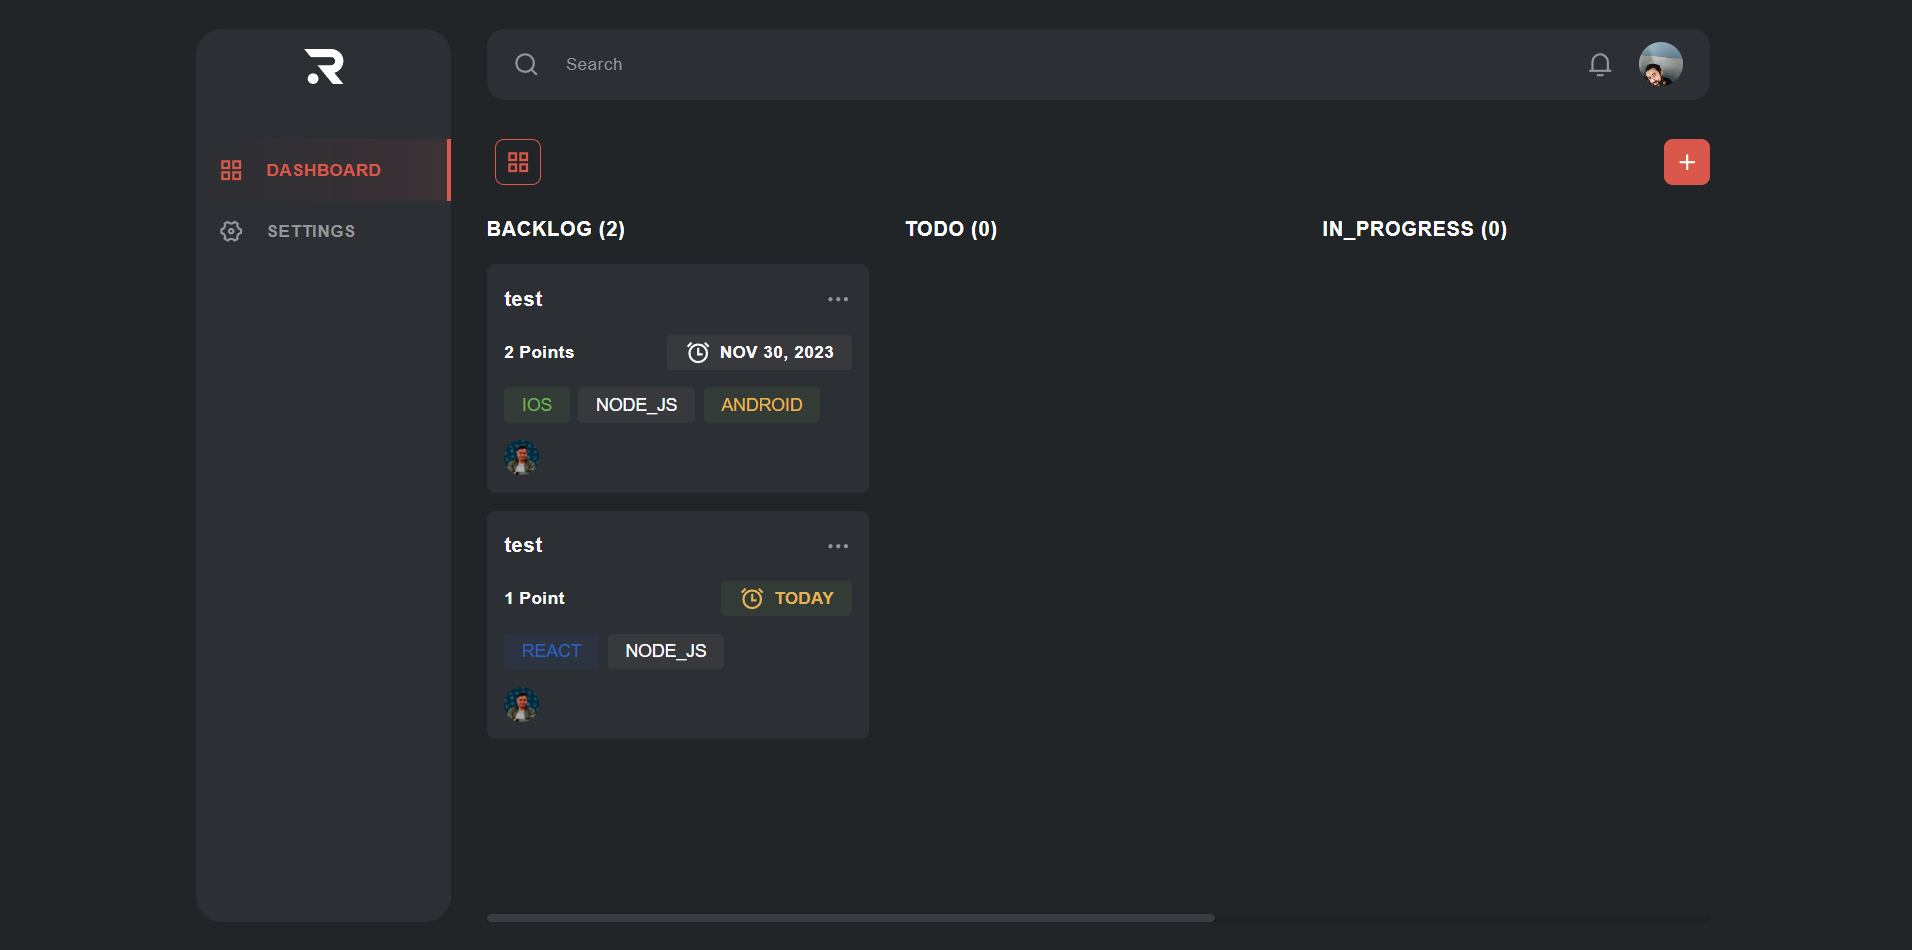 Search
DASHBOARD
SETTINGS
BACKLOG (2)
test
2 Points
NOV 30, 2023
IOS
NODE_JS
ANDROID
test
1 Point
TODAY
REACT
NODE_JS
TODO (0)
IN_PROGRESS (0)